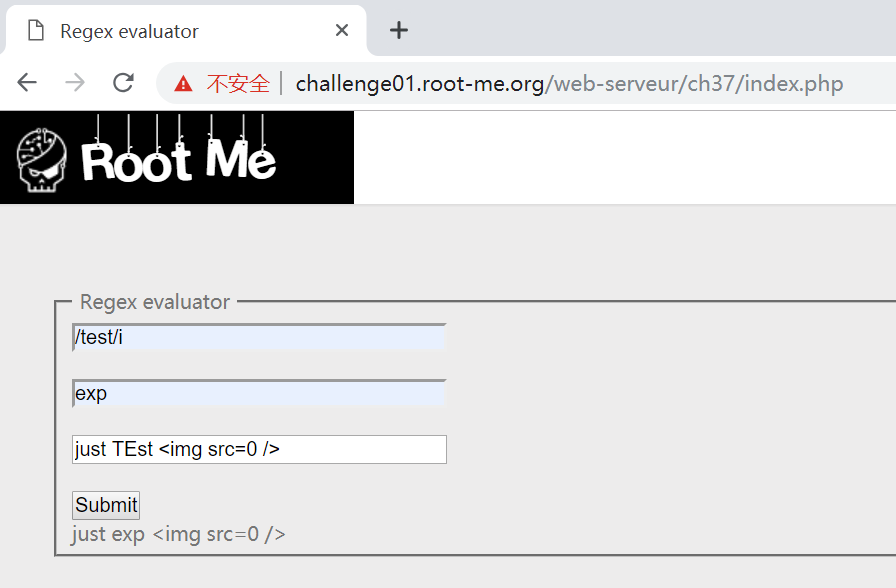 Regex evaluator
不安全 challenge01.root-me.org/web-serveur/ch37/index.php
Root Me
Regex evaluator
/test/i
exp
just TEst <img src=0 />
Submit
just exp <img src=0 />